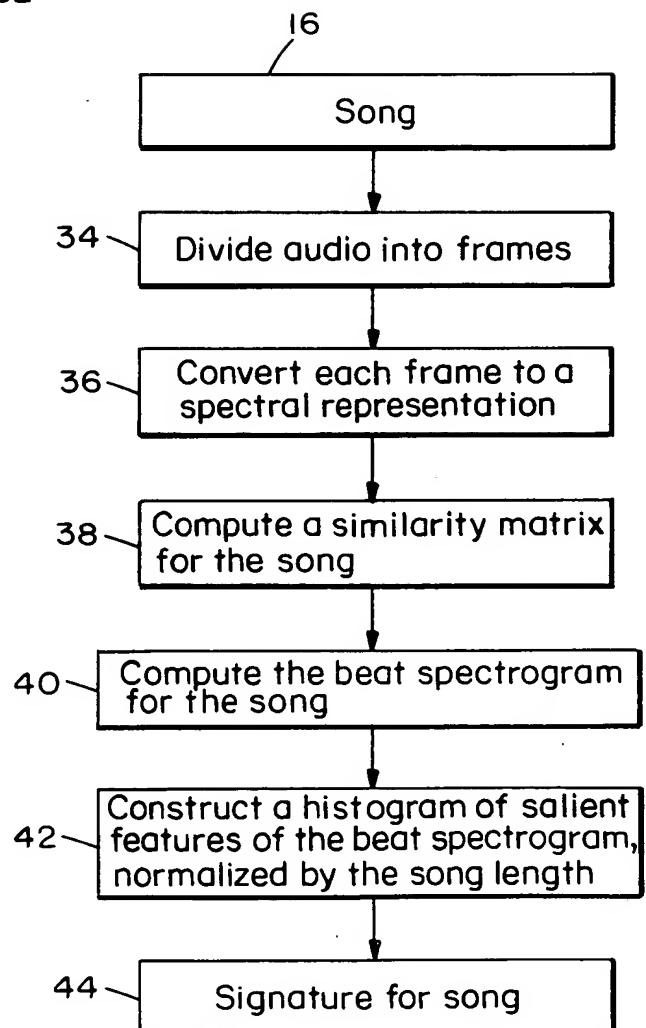 16
Song
34
Divide audio into frames
36
Convert each frame to a
spectral representation
38
Compute a similarity matrix
for the song
40
Compute the beat spectrogram
for the song
42
Construct a histogram of salient
features of the beat spectrogram,
normalized by the song length
44
Signature for song